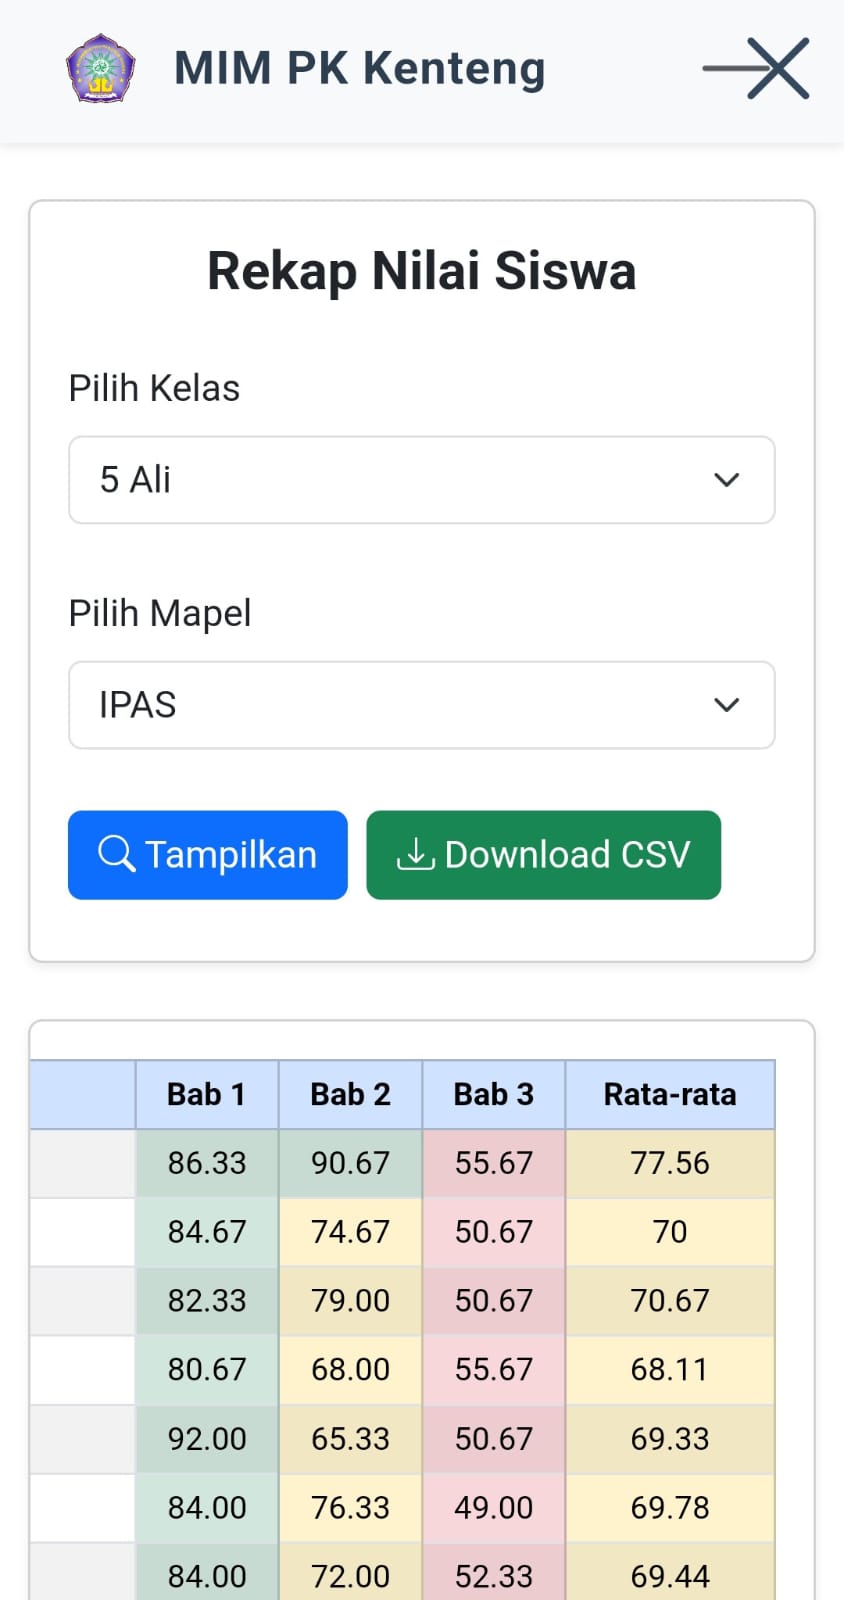 MIM PK Kenteng
Rekap Nilai Siswa
Pilih Kelas
5 Ali
Pilih Mapel
IPAS
Tampilkan
Download CSV
Bab 1 Bab 2 Bab 3 Rata-rata
86.33 90.67 55.67 77.56
84.67 74.67 50.67 70
82.33 79.00 50.67 70.67
80.67 68.00 55.67 68.11
92.00 65.33 50.67 69.33
84.00 76.33 49.00 69.78
84.00 72.00 52.33 69.44